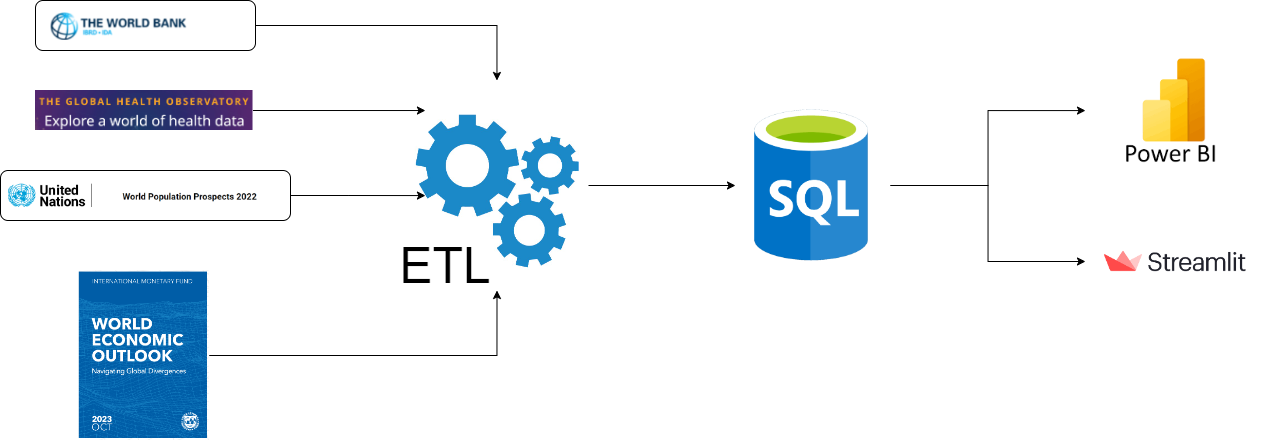 THE WORLD BANK
IBRD • IDA
THE GLOBAL HEALTH OBSERVATORY
Explore a world of health data
United
Nations
World Population Prospects 2022
INTERNATIONAL MONETARY FUND
WORLD
ECONOMIC
OUTLOOK
Navigating Global Divergences
2023
OCT
ETL
SQL
Power BI
Streamlit